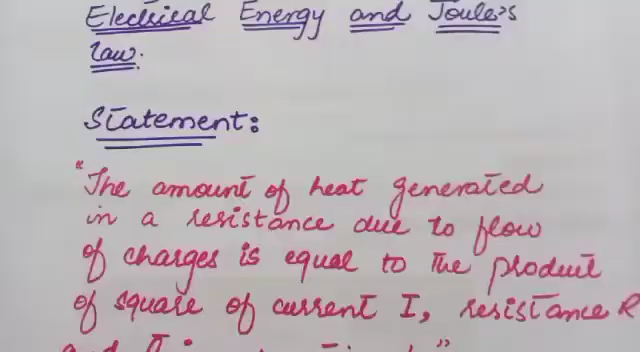 Electrical Energy and Joule's
law.
Statement:
"The amount of heat generated
in a resistance due to flow
of charges is equal to the product
of square of current I, resistance R
and
"